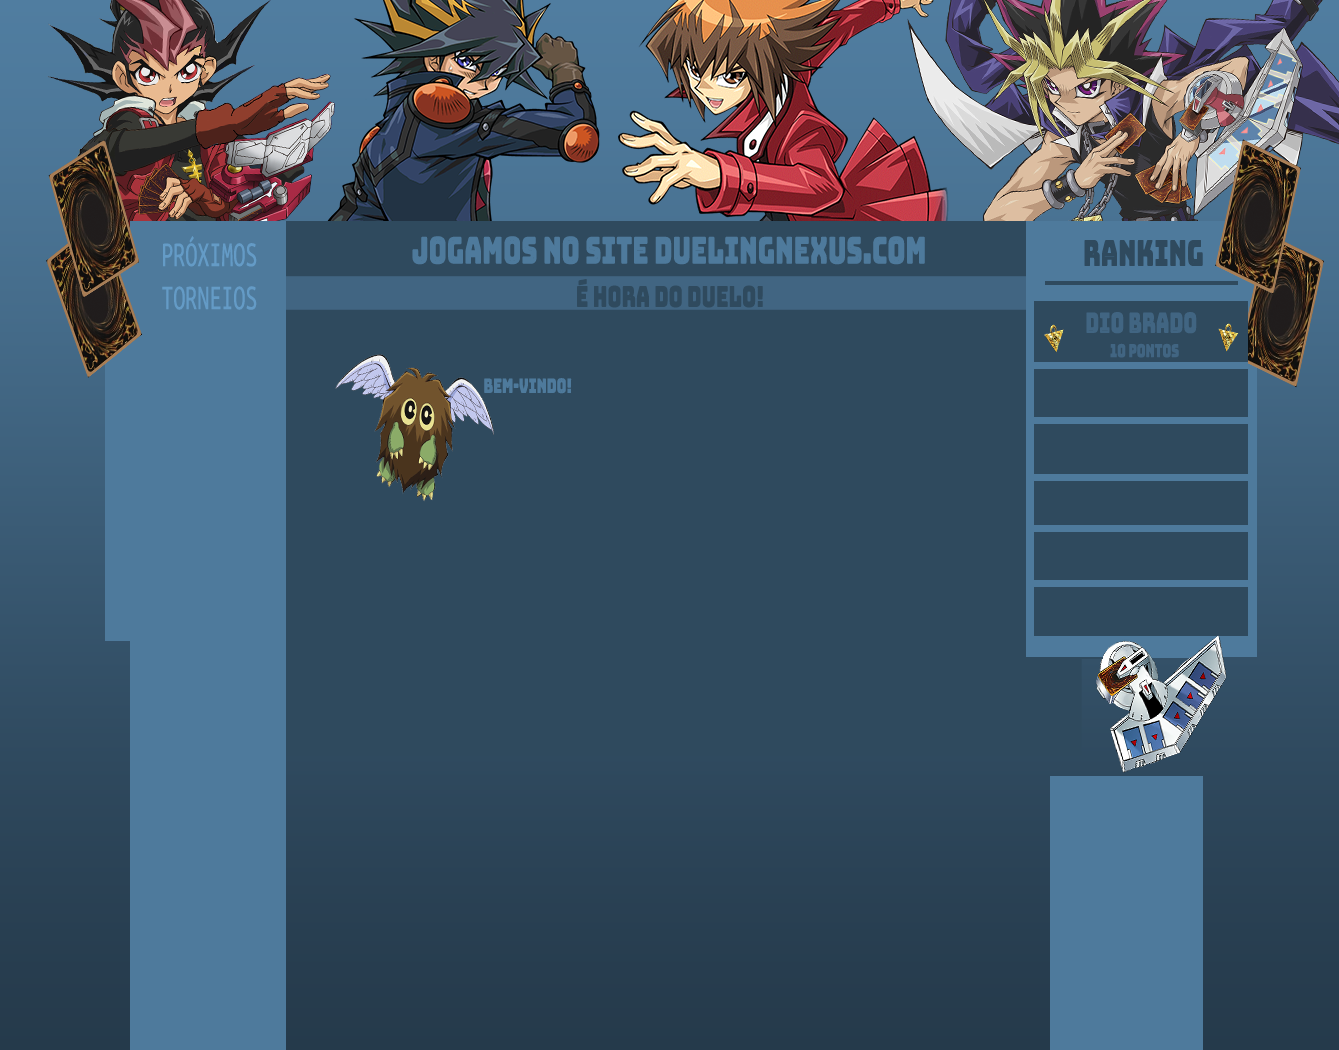 JOGAMOS NO SITE DUELINGNEXUS.COM
É HORA DO DUELO!
PRÓXIMOS
TORNEIOS
BEM-VINDO!
RANKING
DIO BRADO
10 PONTOS